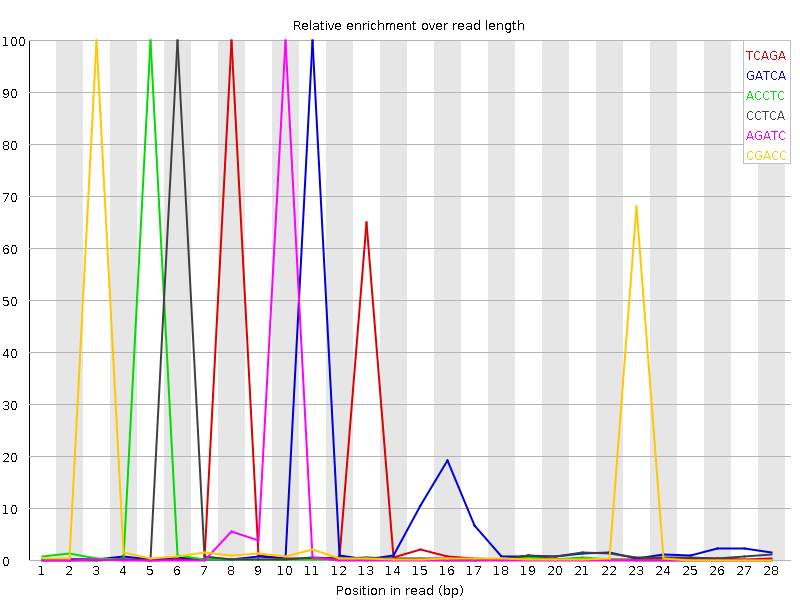 Relative enrichment over read length
100
90
80
70
60
50
40
30
20
10
0
TCAGA
GATCA
ACCTC
CCTCA
AGATC
CGACC
1 2 3 4 5 6 7 8 9 10 11 12 13 14 15 16 17 18 19 20 21 22 23 24 25 26 27 28
Position in read (bp)